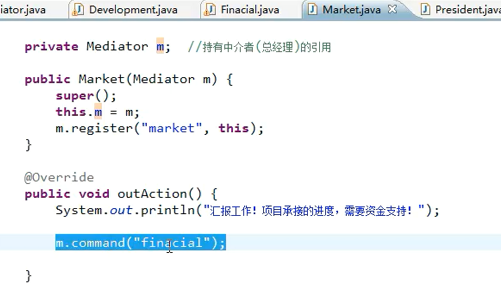 iator.java Development.java Finacial.java Market.java President.java
private Mediator m; //持有中介者(总经理)的引用
public Market(Mediator m) {
super();
this.m = m;
m.register("market", this);
}
@Override
public void outAction() {
System.out.println("汇报工作！项目承接的进度，需要资金支持！");
m.command("finacial");
}